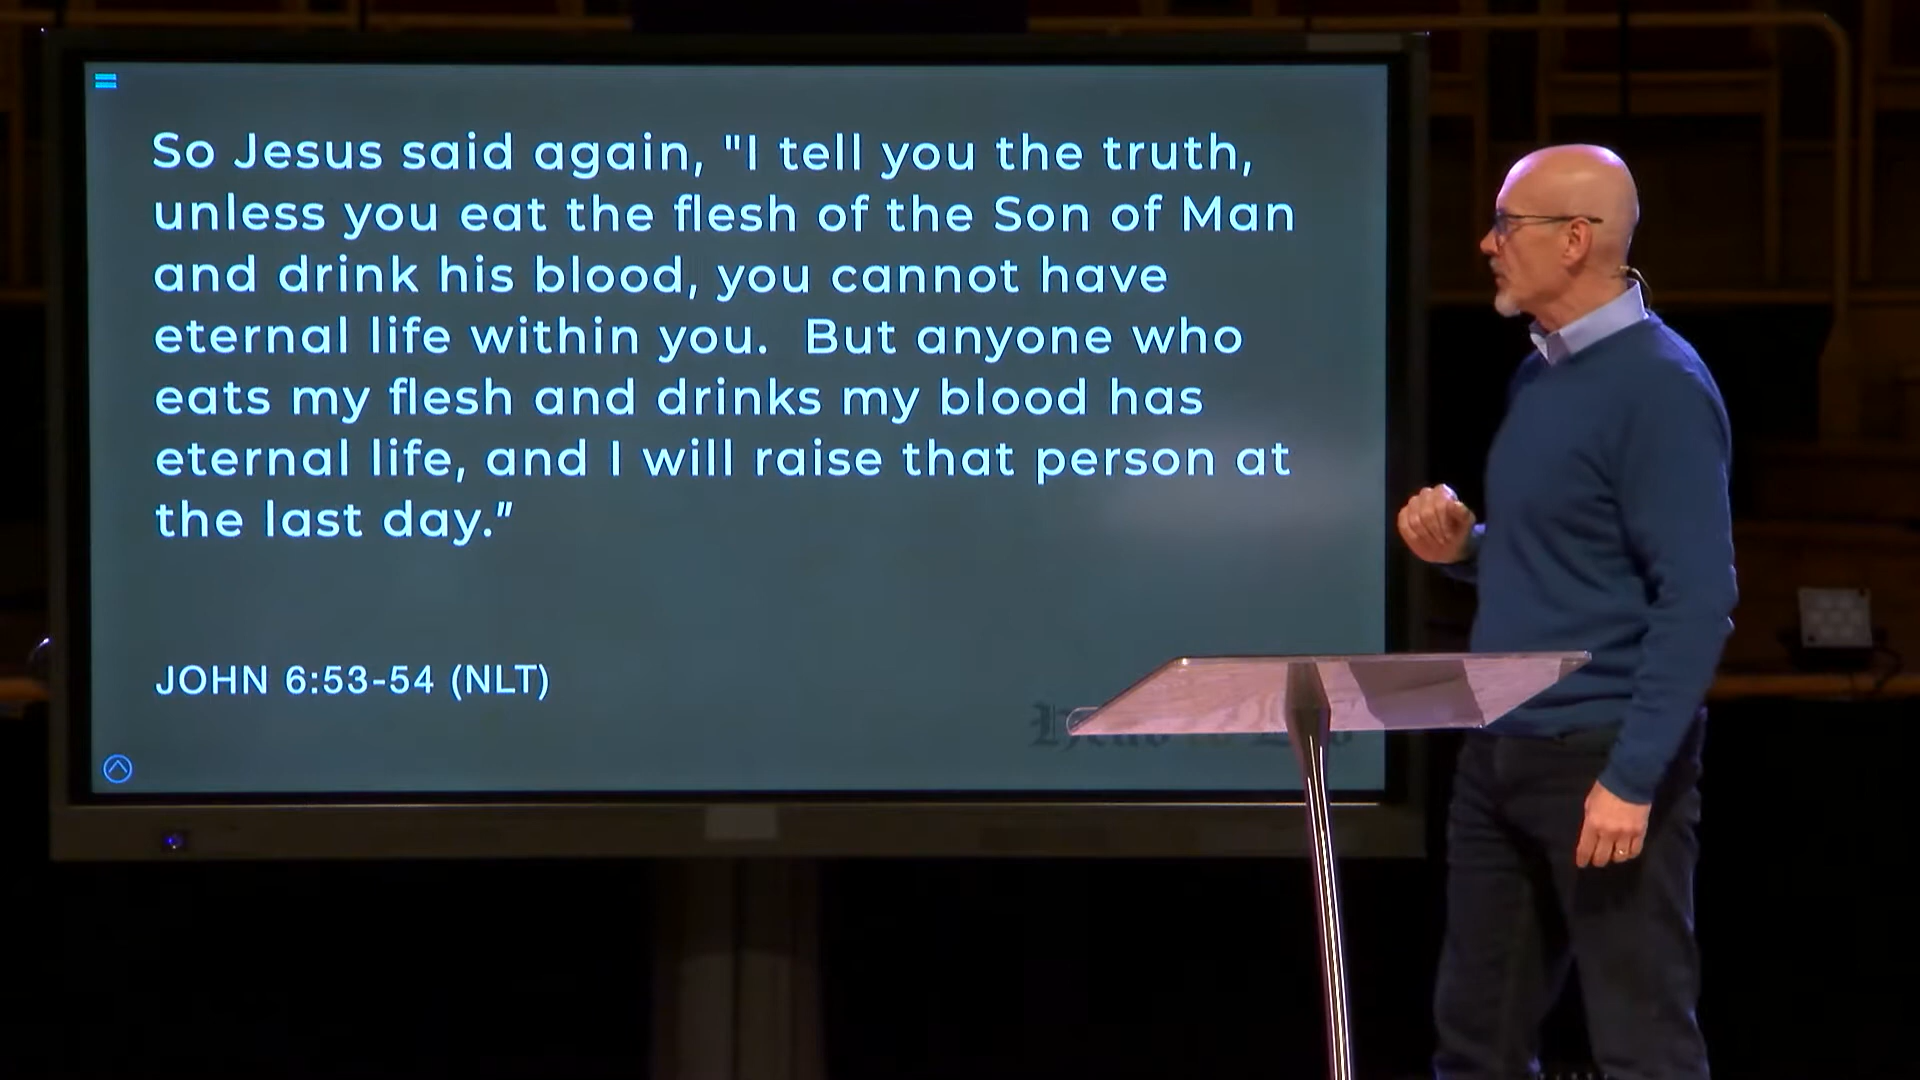 So Jesus said again, "I tell you the truth,
unless you eat the flesh of the Son of Man
and drink his blood, you cannot have
eternal life within you.  But anyone who
eats my flesh and drinks my blood has
eternal life, and I will raise that person at
the last day.”
JOHN 6:53-54 (NLT)